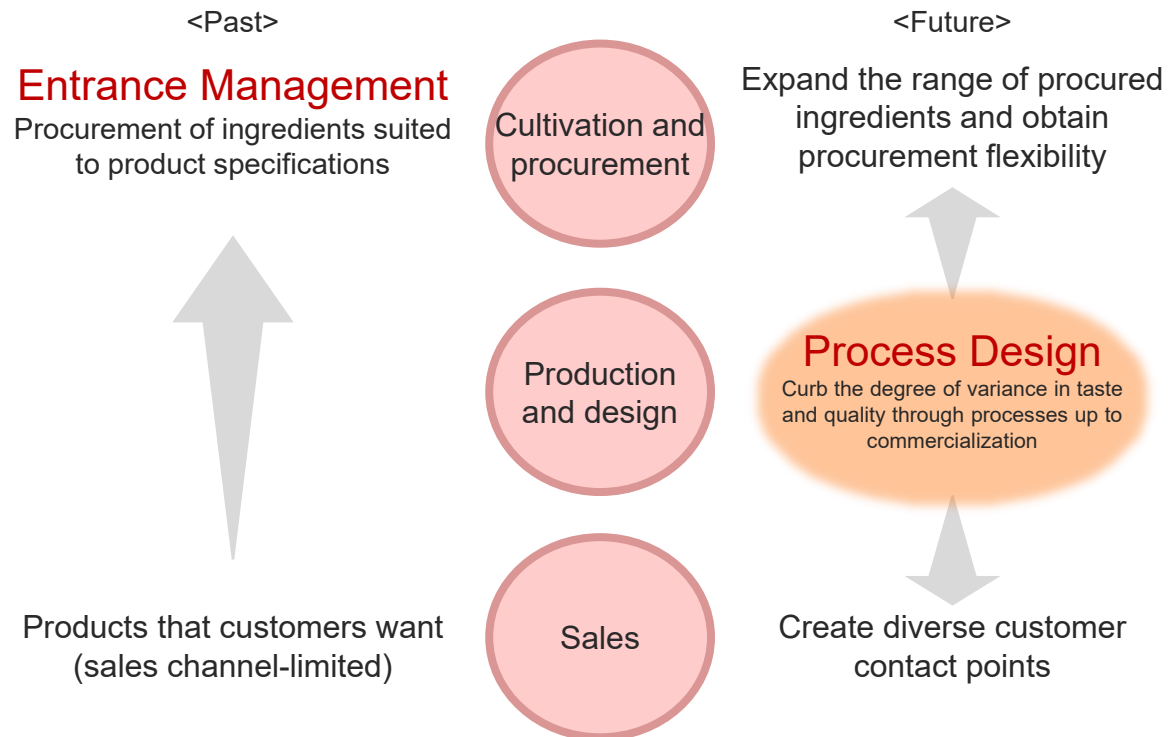 <Past>
Entrance Management
Procurement of ingredients suited
to product specifications
Products that customers want
(sales channel-limited)
Cultivation and
procurement
Production
and design
Sales
<Future>
Expand the range of procured
ingredients and obtain
procurement flexibility
Process Design
Curb the degree of variance in taste
and quality through processes up to
commercialization
Create diverse customer
contact points